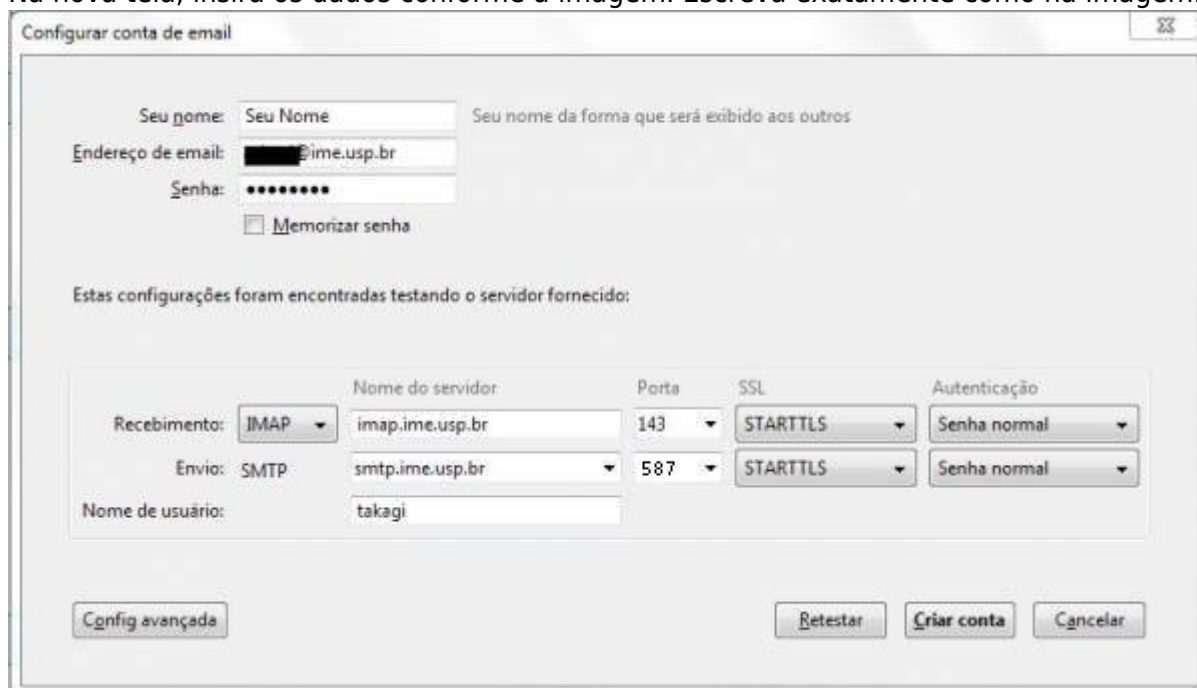 Na nova tela, insira os dados conforme a imagem. Escreva exatamente como na imagem.
Configurar conta de email
Seu nome: Seu Nome Seu nome da forma que será exibido aos outros
Endereço de email: @ime.usp.br
Senha: ••••••••
Memorizar senha
Estas configurações foram encontradas testando o servidor fornecido:
Nome do servidor Porta SSL Autenticação
Recebimento: IMAP imap.ime.usp.br 143 STARTTLS Senha normal
Envio: SMTP smtp.ime.usp.br 587 STARTTLS Senha normal
Nome de usuário: takagi
Config avançada Retestar Criar conta Cancelar